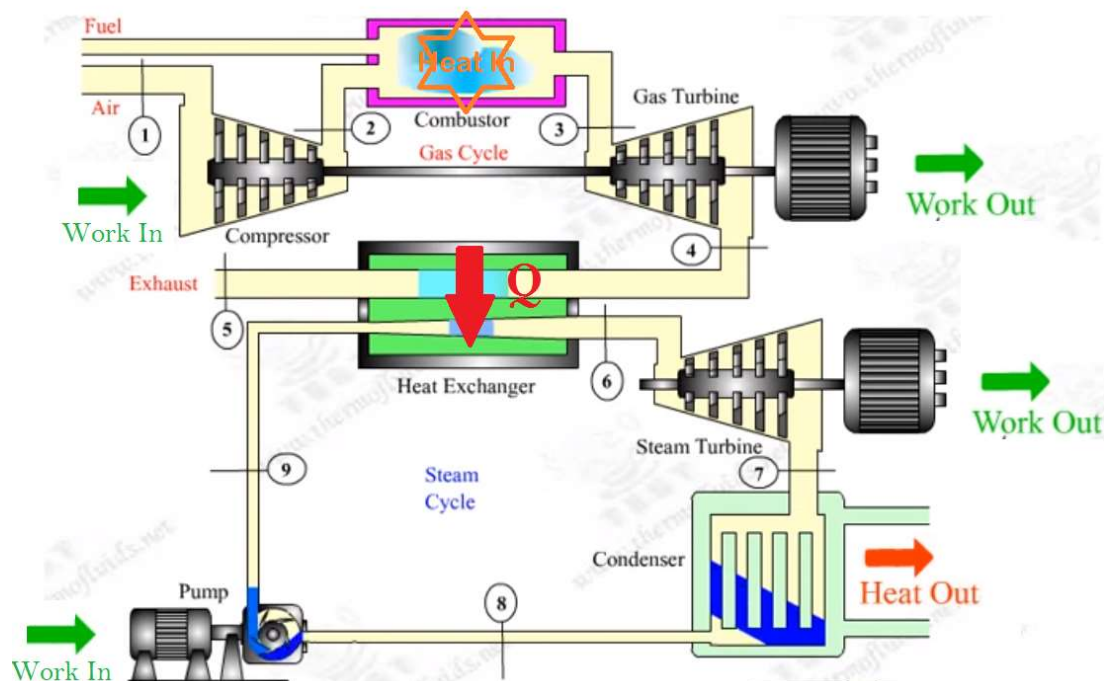 Fuel
Heat In
Air
1
2
Combustor
3
Gas Turbine
Gas Cycle
Work In
Compressor
Work Out
4
Exhaust
Q
5
Heat Exchanger
6
Work Out
Steam Turbine
7
9
Steam
Cycle
Condenser
Heat Out
Pump
8
Work In